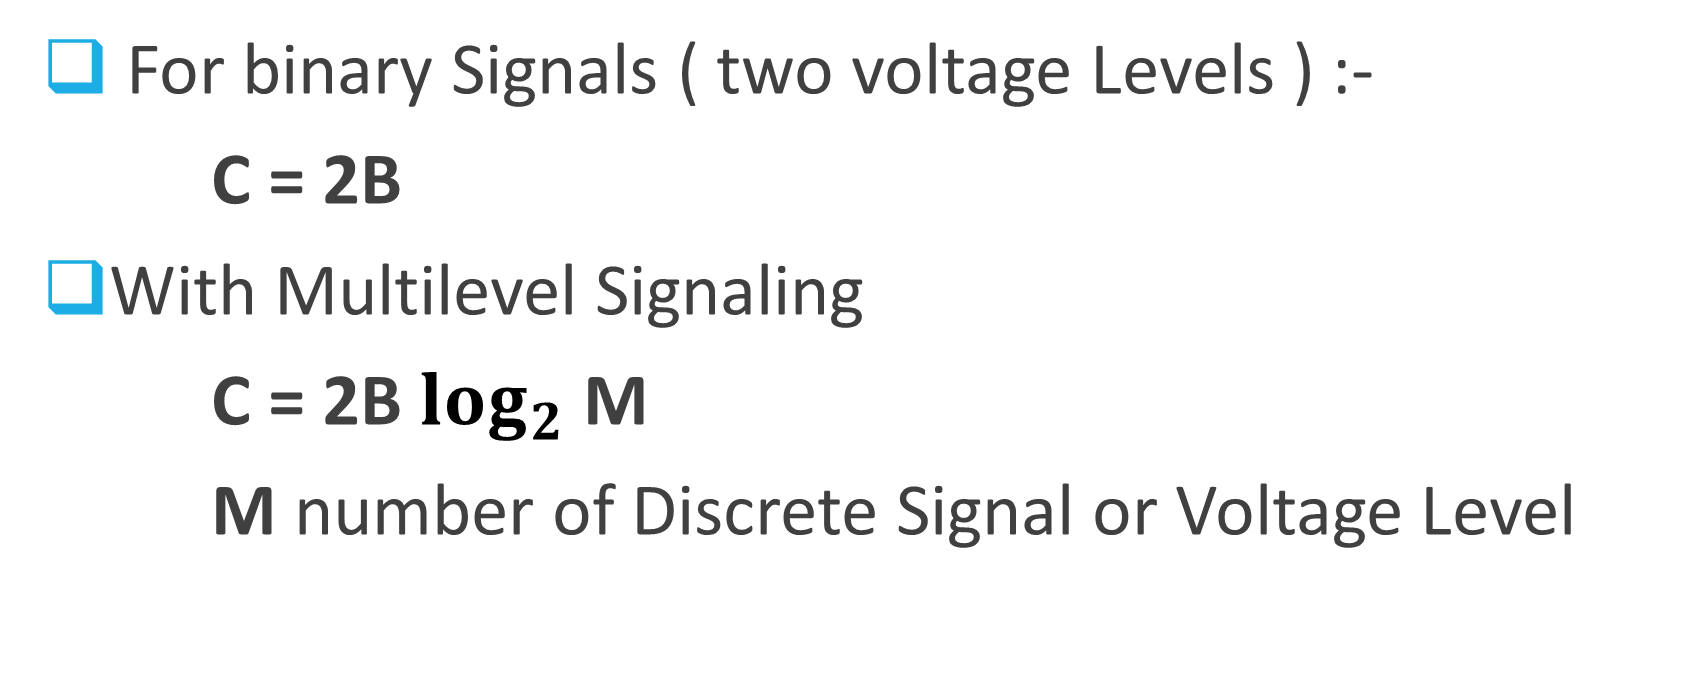 For binary Signals ( two voltage Levels ) :-
C = 2B
With Multilevel Signaling
C = 2B log₂ M
M number of Discrete Signal or Voltage Level